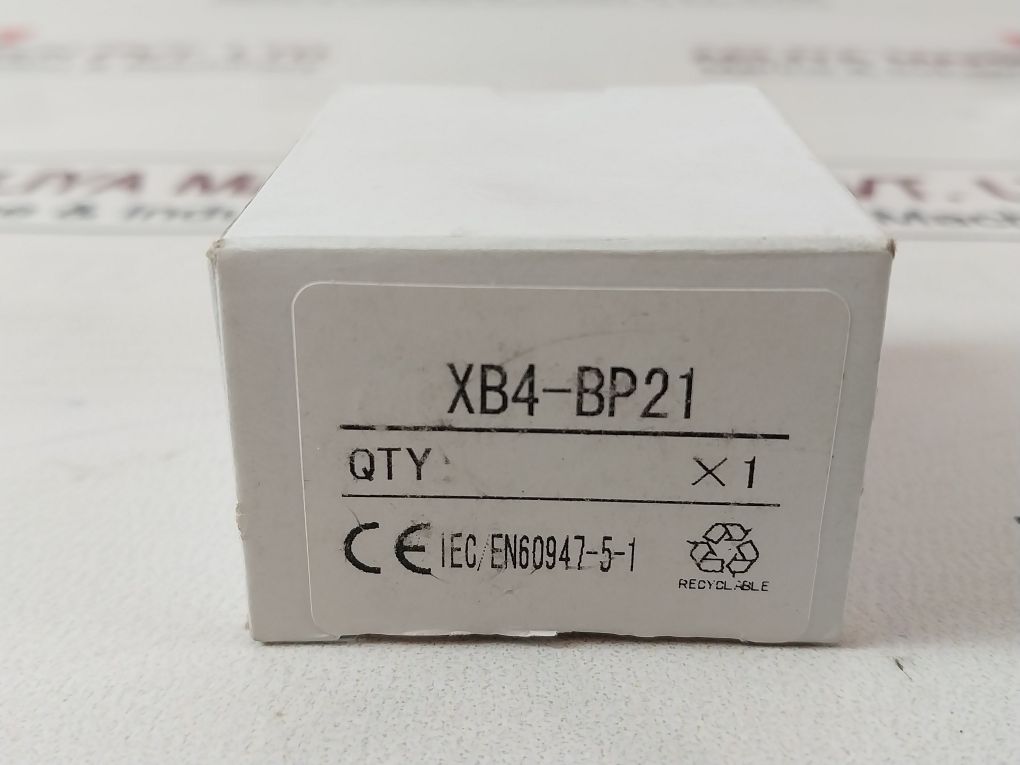 XB4-BP21
QTY: ×1
CE IEC/EN60947-5-1
RECYCLABLE